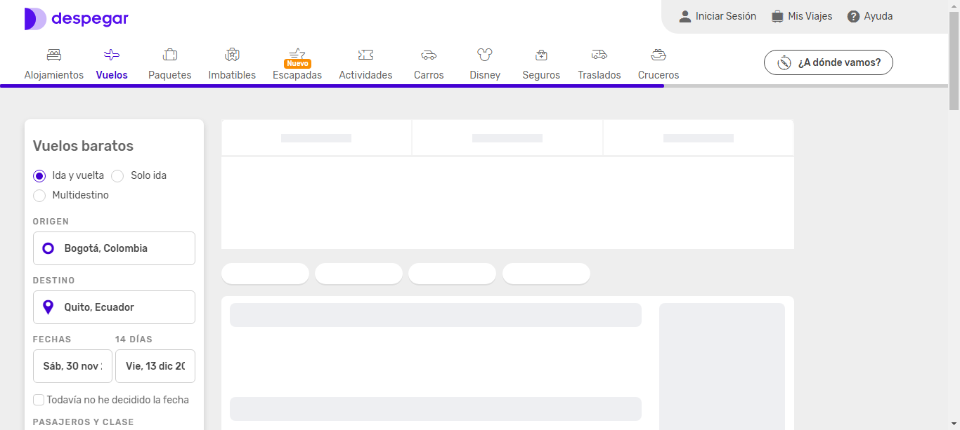 despegar
Iniciar Sesión
Mis Viajes
Ayuda
Alojamientos
Vuelos
Paquetes
Imbatibles
Nuevo
Escapadas
Actividades
Carros
Disney
Seguros
Traslados
Cruceros
¿A dónde vamos?
Vuelos baratos
Ida y vuelta
Solo ida
Multidestino
ORIGEN
Bogotá, Colombia
DESTINO
Quito, Ecuador
FECHAS
14 DÍAS
Sáb, 30 nov
Vie, 13 dic 20
Todavía no he decidido la fecha
PASAJEROS Y CLASE